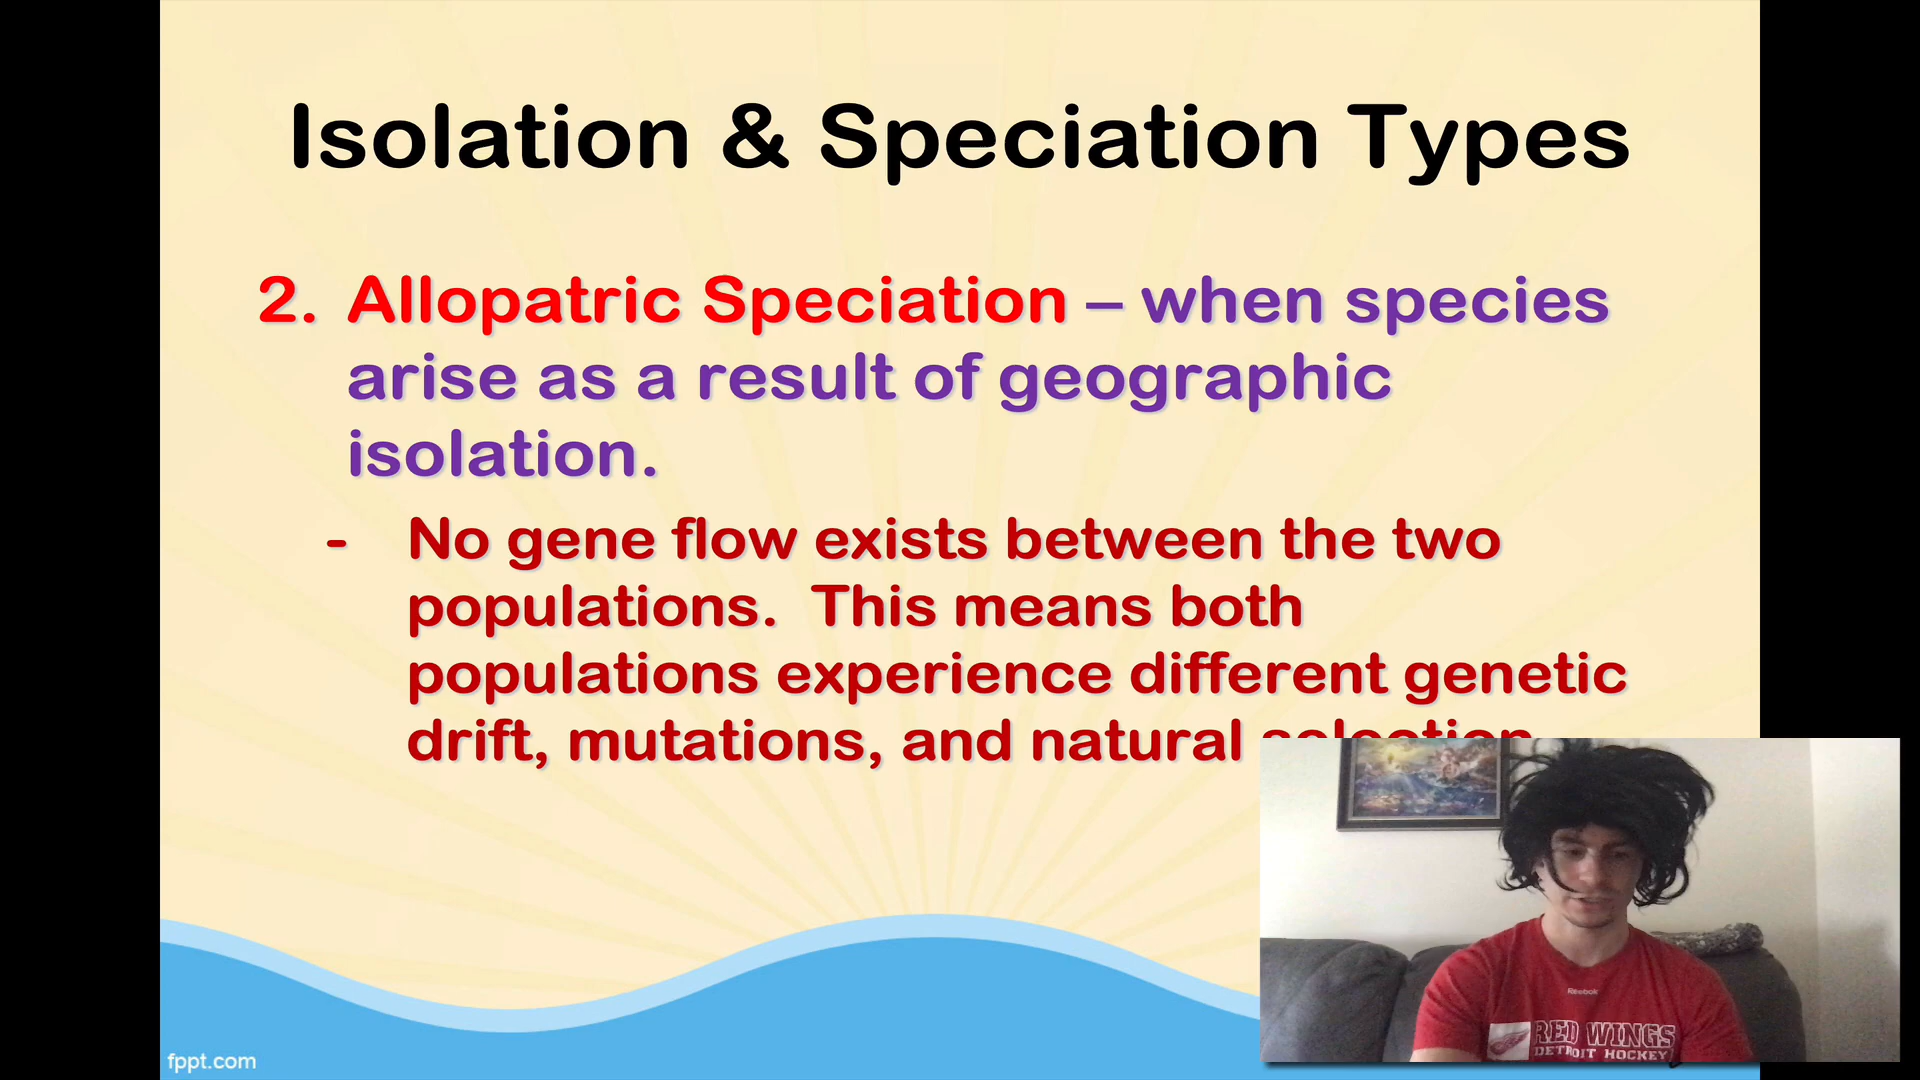 Isolation & Speciation Types
2. Allopatric Speciation – when species
arise as a result of geographic
isolation.
- No gene flow exists between the two
populations.  This means both
populations experience different genetic
drift, mutations, and natural selection
Reebok
RED WINGS
DETROIT HOCKEY
fppt.com